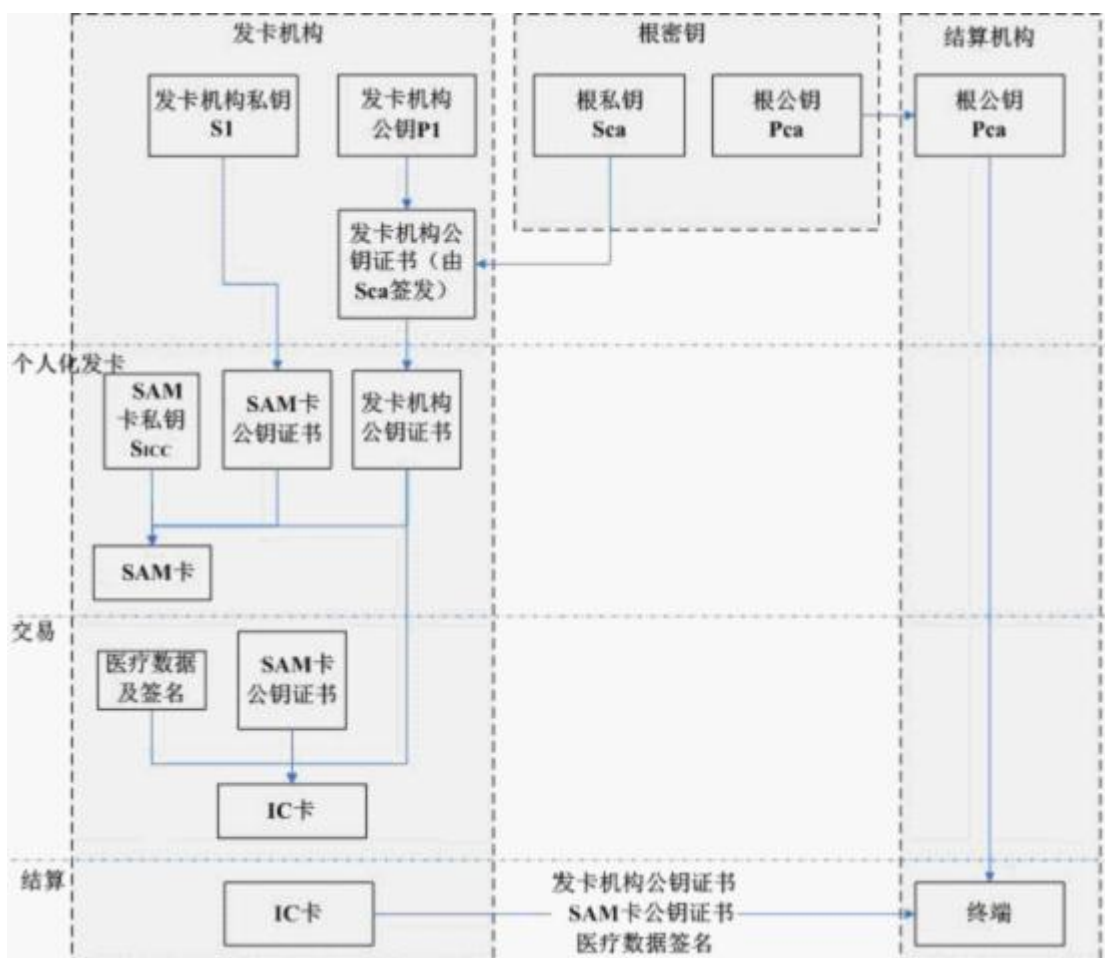 发卡机构
根密钥
结算机构
发卡机构私钥
S1
发卡机构
公钥P1
根私钥
Sca
根公钥
Pca
根公钥
Pca
发卡机构公
钥证书（由
Sca签发）
个人化发卡
SAM
卡私钥
SICC
SAM卡
公钥证书
发卡机构
公钥证书
SAM卡
交易
医疗数据
及签名
SAM卡
公钥证书
IC卡
结算
IC卡
发卡机构公钥证书
SAM卡公钥证书
医疗数据签名
终端